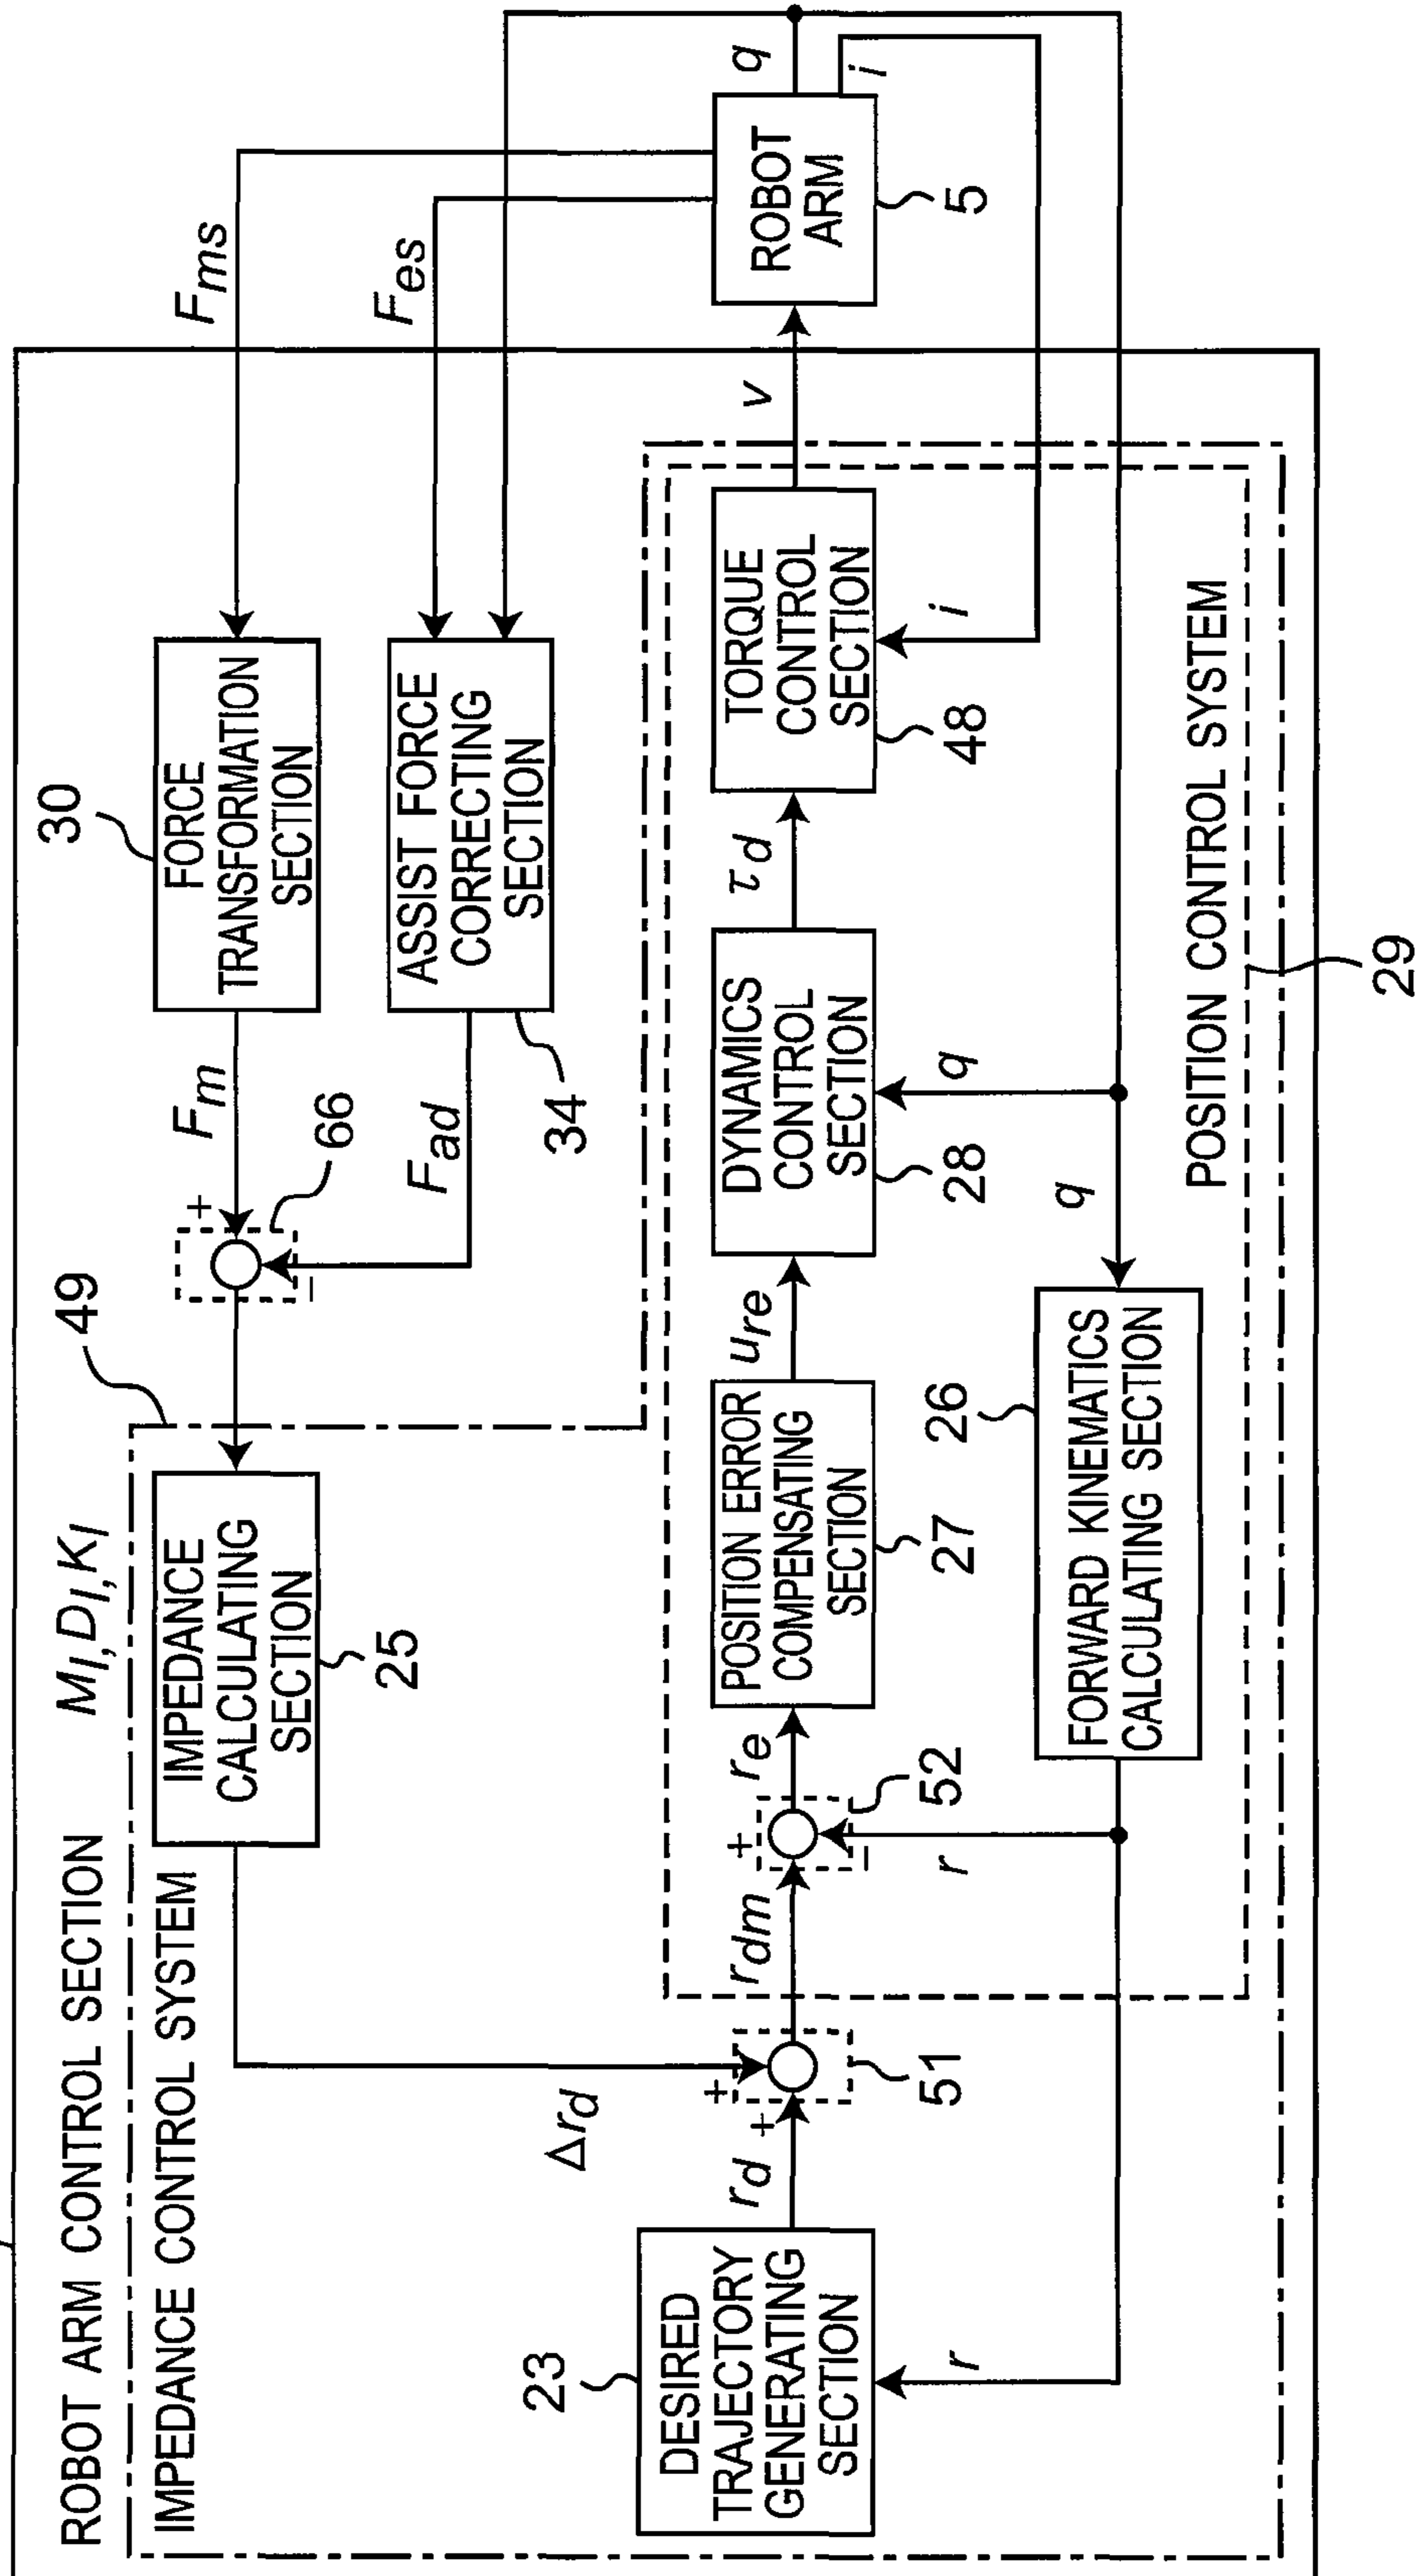 ROBOT ARM CONTROL SECTION
IMPEDANCE CONTROL SYSTEM
49
M_I, D_I, K_I
IMPEDANCE
CALCULATING
SECTION
25
+
−
66
F_m
30
FORCE
TRANSFORMATION
SECTION
F_ms
F_ad
34
ASSIST FORCE
CORRECTING
SECTION
F_es
Δr_d
23
DESIRED
TRAJECTORY
GENERATING
SECTION
r
r_d
+
+
51
r_dm
+
−
52
r
r_e
POSITION ERROR
COMPENSATING
SECTION
27
u_re
DYNAMICS
CONTROL
SECTION
28
q
τ_d
TORQUE
CONTROL
SECTION
48
i
v
ROBOT
ARM
5
q
i
26
FORWARD KINEMATICS
CALCULATING SECTION
q
POSITION CONTROL SYSTEM
29